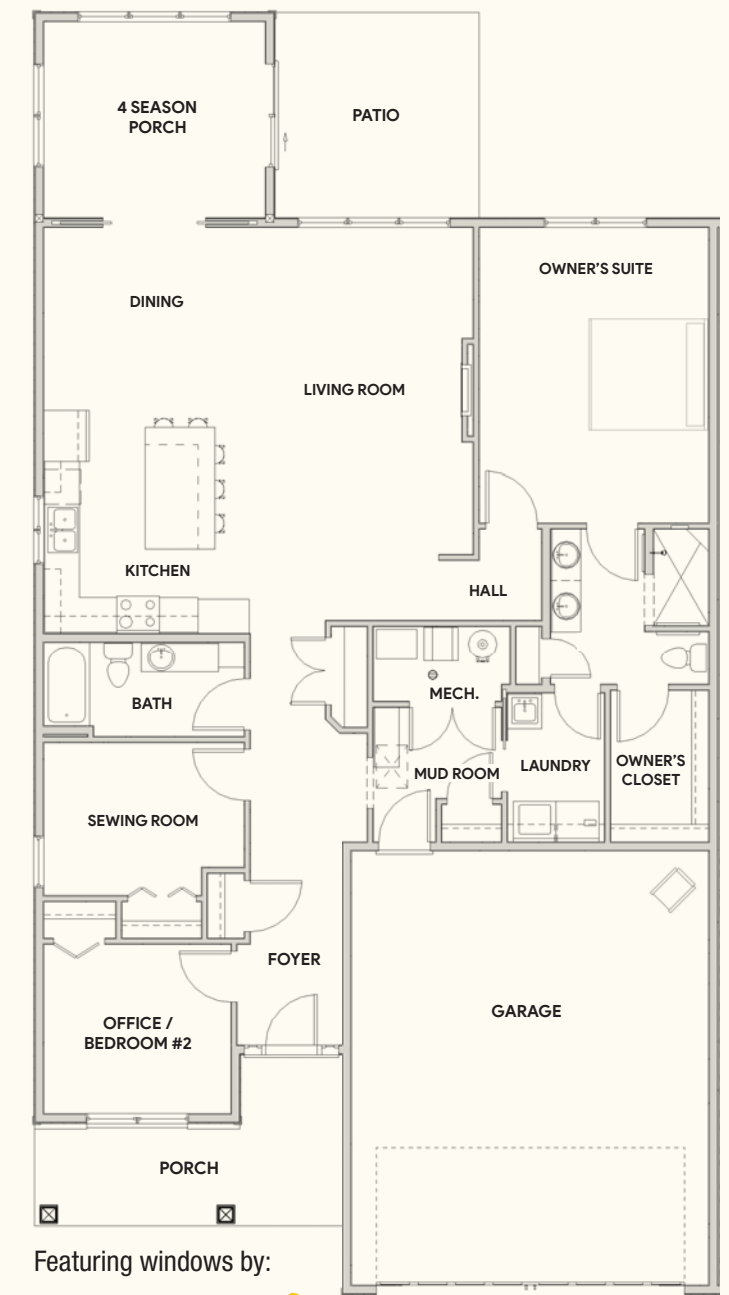 4 SEASON
PORCH
PATIO
OWNER'S SUITE
DINING
LIVING ROOM
KITCHEN
HALL
BATH
MECH.
MUD ROOM
LAUNDRY
OWNER'S
CLOSET
SEWING ROOM
FOYER
OFFICE /
BEDROOM #2
GARAGE
PORCH
Featuring windows by: